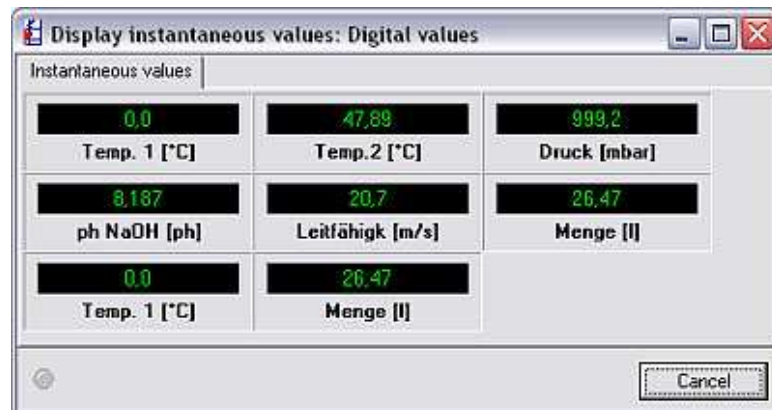 Display instantaneous values: Digital values
Instantaneous values
0,0 47,89 999,2
Temp. 1 [°C] Temp.2 [°C] Druck [mbar]
8,187 20,7 26,47
ph NaOH [ph] Leitfähigk [m/s] Menge [l]
0,0 26,47
Temp. 1 [°C] Menge [l]
Cancel